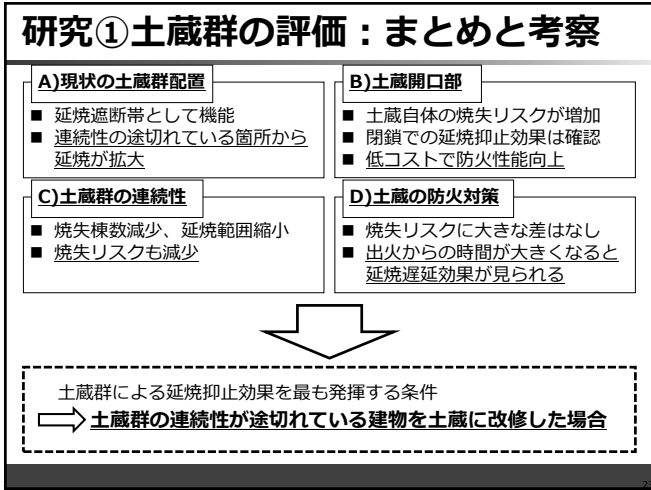 研究①土蔵群の評価：まとめと考察
A)現状の土蔵群配置
■ 延焼遮断帯として機能
■ 連続性の途切れている箇所から
延焼が拡大
B)土蔵開口部
■ 土蔵自体の焼失リスクが増加
■ 閉鎖での延焼抑止効果は確認
■ 低コストで防火性能向上
C)土蔵群の連続性
■ 焼失棟数減少、延焼範囲縮小
■ 焼失リスクも減少
D)土蔵の防火対策
■ 焼失リスクに大きな差はなし
■ 出火からの時間が大きくなると
延焼遅延効果が見られる
土蔵群による延焼抑止効果を最も発揮する条件
土蔵群の連続性が途切れている建物を土蔵に改修した場合